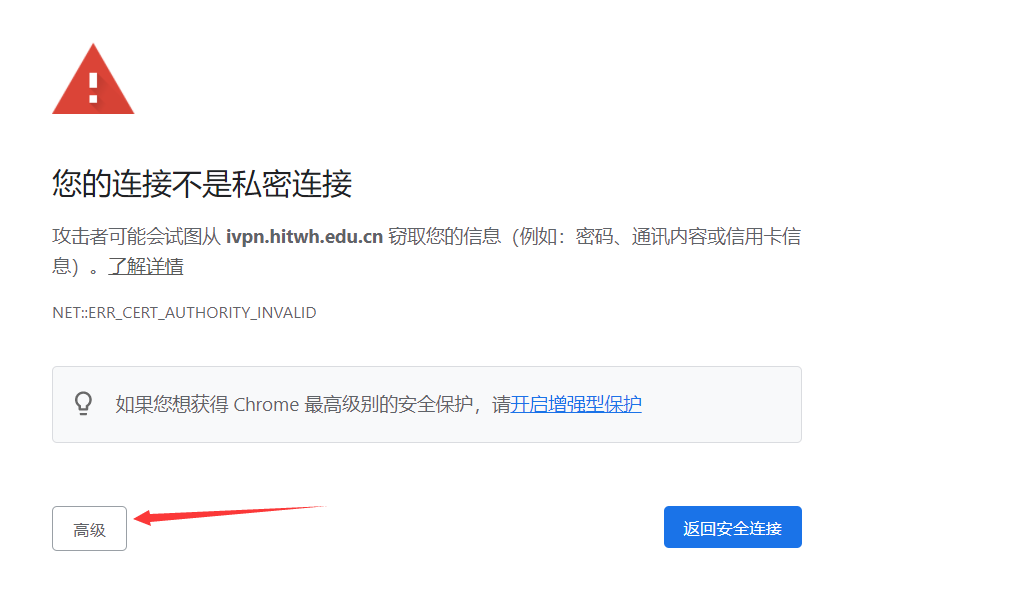 您的连接不是私密连接
攻击者可能会试图从 ivpn.hitwh.edu.cn 窃取您的信息（例如：密码、通讯内容或信用卡信
息）。了解详情
NET::ERR_CERT_AUTHORITY_INVALID
如果您想获得 Chrome 最高级别的安全保护，请开启增强型保护
高级
返回安全连接